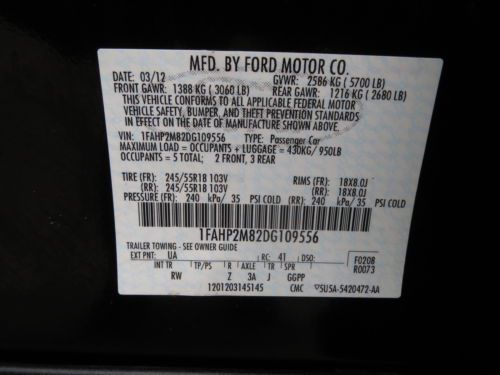 MFD. BY FORD MOTOR CO.
DATE: 03/12 GVWR: 2586 KG ( 5700 LB)
FRONT GAWR: 1388 KG ( 3060 LB) REAR GAWR: 1216 KG ( 2680 LB)
THIS VEHICLE CONFORMS TO ALL APPLICABLE FEDERAL MOTOR
VEHICLE SAFETY, BUMPER, AND THEFT PREVENTION STANDARDS
IN EFFECT ON THE DATE OF MANUFACTURE SHOWN ABOVE.
VIN: 1FAHP2M82DG109556 TYPE: Passenger Car
MAXIMUM LOAD = OCCUPANTS + LUGGAGE = 430KG/ 950LB
OCCUPANTS = 5 TOTAL; 2 FRONT, 3 REAR
TIRE (FR): 245/55R18 103V RIMS (FR): 18X8.0J
(RR): 245/55R18 103V (RR): 18X8.0J
PRESSURE (FR): 240 kPa/ 35 PSI COLD (RR): 240 kPa/ 35 PSI COLD
1FAHP2M82DG109556
TRAILER TOWING - SEE OWNER GUIDE
EXT PNT: UA RC: 41 DSO: F0208
INT TR TP/PS R AXLE TR SPR R0073
RW Z 3A J GGPP
1201203145145 CMC ▽SU5A-5420472-AA